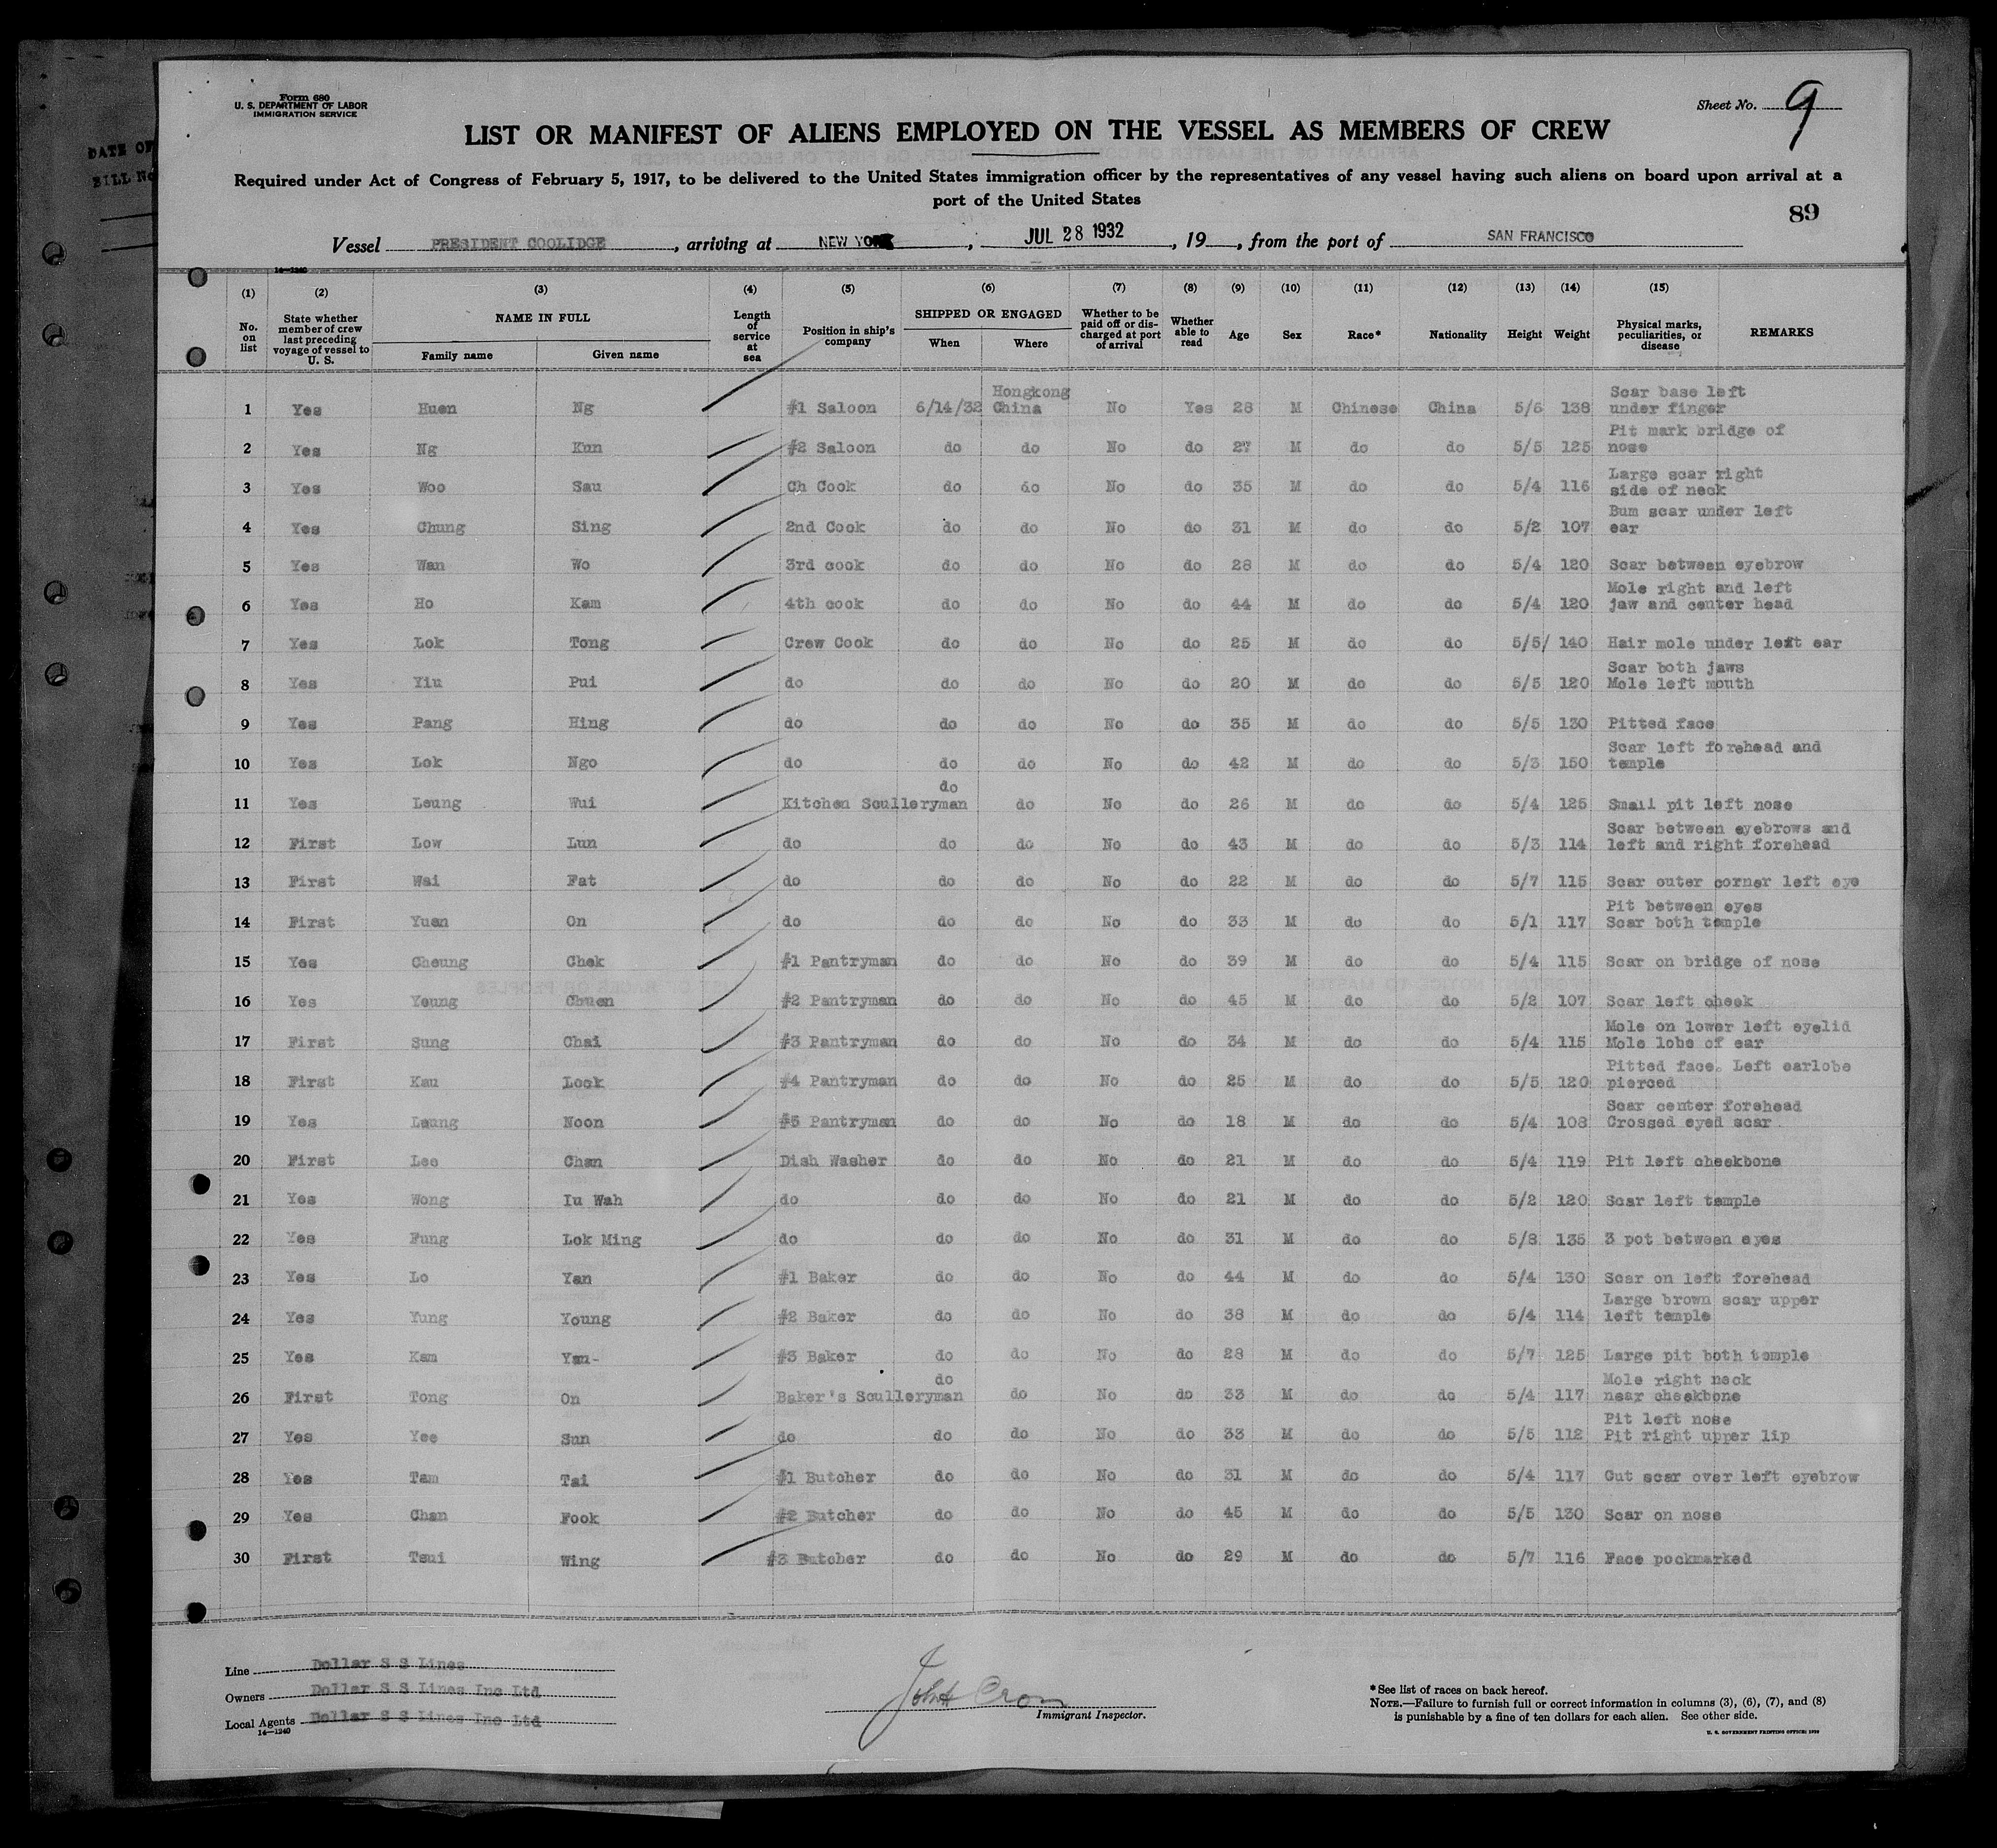 Form 680
U. S. DEPARTMENT OF LABOR
IMMIGRATION SERVICE
Sheet No. 9
LIST OR MANIFEST OF ALIENS EMPLOYED ON THE VESSEL AS MEMBERS OF CREW
Required under Act of Congress of February 5, 1917, to be delivered to the United States immigration officer by the representatives of any vessel having such aliens on board upon arrival at a
port of the United States
89
Vessel PRESIDENT COOLIDGE, arriving at NEW YORK, JUL 28 1932, 19, from the port of SAN FRANCISCO
14—1240
(1) No. on list (2) State whether member of crew last preceding voyage of vessel to U. S. (3) NAME IN FULL Family name Given name (4) Length of service at sea (5) Position in ship's company (6) SHIPPED OR ENGAGED When Where (7) Whether to be paid off or discharged at port of arrival (8) Whether able to read (9) Age (10) Sex (11) Race* (12) Nationality (13) Height (14) Weight (15) Physical marks, peculiarities, or disease REMARKS
1 Yes Huen Ng #1 Saloon 6/14/32 Hongkong China No Yes 28 M Chinese China 5/6 138 Scar base left under finger
2 Yes Ng Kun #2 Saloon do do No do 27 M do do 5/5 125 Pit mark bridge of nose
3 Yes Woo Sau Ch Cook do do No do 35 M do do 5/4 116 Large scar right side of neck
4 Yes Chung Sing 2nd Cook do do No do 31 M do do 5/2 107 Bum scar under left ear
5 Yes Wan Wo 3rd cook do do No do 28 M do do 5/4 120 Scar between eyebrow
6 Yes Ho Kam 4th cook do do No do 44 M do do 5/4 120 Mole right and left jaw and center head
7 Yes Lok Tong Crew Cook do do No do 25 M do do 5/5/ 140 Hair mole under left ear
8 Yes Yiu Pui do do do No do 20 M do do 5/5 120 Scar both jaws Mole left mouth
9 Yes Pang Hing do do do No do 35 M do do 5/5 130 Pitted face
10 Yes Lok Ngo do do do No do 42 M do do 5/3 150 Scar left forehead and temple
11 Yes Leung Wui Kitchen Sculleryman do do No do 26 M do do 5/4 125 Small pit left nose
12 First Low Lun do do do No do 43 M do do 5/3 114 Scar between eyebrows and left and right forehead
13 First Wai Fat do do do No do 22 M do do 5/7 115 Scar outer corner left eye
14 First Yuen On do do do No do 33 M do do 5/1 117 Pit between eyes Scar both temple
15 Yes Cheung Chek #1 Pantryman do do No do 39 M do do 5/4 115 Scar on bridge of nose
16 Yes Yeung Chuen #2 Pantryman do do No do 45 M do do 5/2 107 Scar left cheek
17 First Sung Chai #3 Pantryman do do No do 34 M do do 5/4 115 Mole on lower left eyelid Mole lobe of ear
18 First Kau Look #4 Pantryman do do No do 25 M do do 5/5 120 Pitted face. Left earlobe pierced
19 Yes Leung Noon #5 Pantryman do do No do 18 M do do 5/4 108 Scar center forehead Crossed eyed scar
20 First Lee Chan Dish Washer do do No do 21 M do do 5/4 119 Pit left cheekbone
21 Yes Wong Iu Wah do do do No do 21 M do do 5/2 120 Scar left temple
22 Yes Fung Lok Ming do do do No do 31 M do do 5/8 135 3 pot between eyes
23 Yes Lo Yan #1 Baker do do No do 44 M do do 5/4 130 Scar on left forehead
24 Yes Yung Young #2 Baker do do No do 38 M do do 5/4 114 Large brown scar upper left temple
25 Yes Kam Yan- #3 Baker do do No do 28 M do do 5/7 125 Large pit both temple
26 First Tong On Baker's Sculleryman do do No do 33 M do do 5/4 117 Mole right neck near cheekbone
27 Yes Yee Sun do do do No do 33 M do do 5/5 112 Pit left nose Pit right upper lip
28 Yes Tam Tai #1 Butcher do do No do 31 M do do 5/4 117 Cut scar over left eyebrow
29 Yes Chan Fook #2 Butcher do do No do 45 M do do 5/5 130 Scar on nose
30 First Tsui Wing #3 Butcher do do No do 29 M do do 5/7 116 Face pockmarked
Line Dollar S S Lines
Owners Dollar S S Lines Inc Ltd
Local Agents Dollar S S Lines Inc Ltd
14—1240
Immigrant Inspector.
*See list of races on back hereof.
NOTE.—Failure to furnish full or correct information in columns (3), (6), (7), and (8)
is punishable by a fine of ten dollars for each alien. See other side.
DATE OF
BILL No